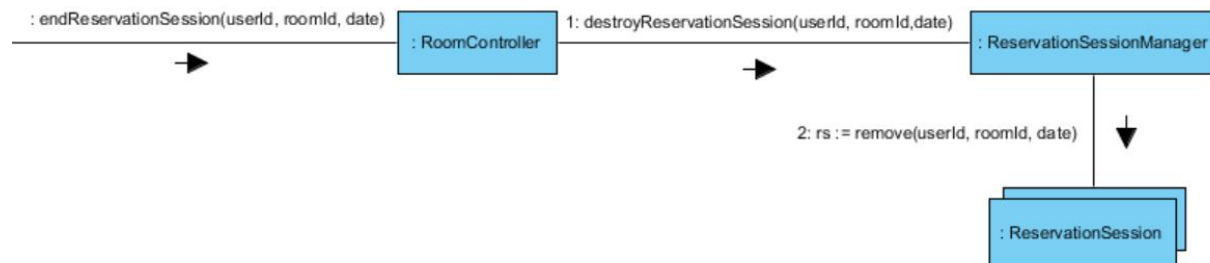 : endReservationSession(userId, roomId, date)
1: destroyReservationSession(userId, roomId,date)
: RoomController
: ReservationSessionManager
2: rs := remove(userId, roomId, date)
: ReservationSession